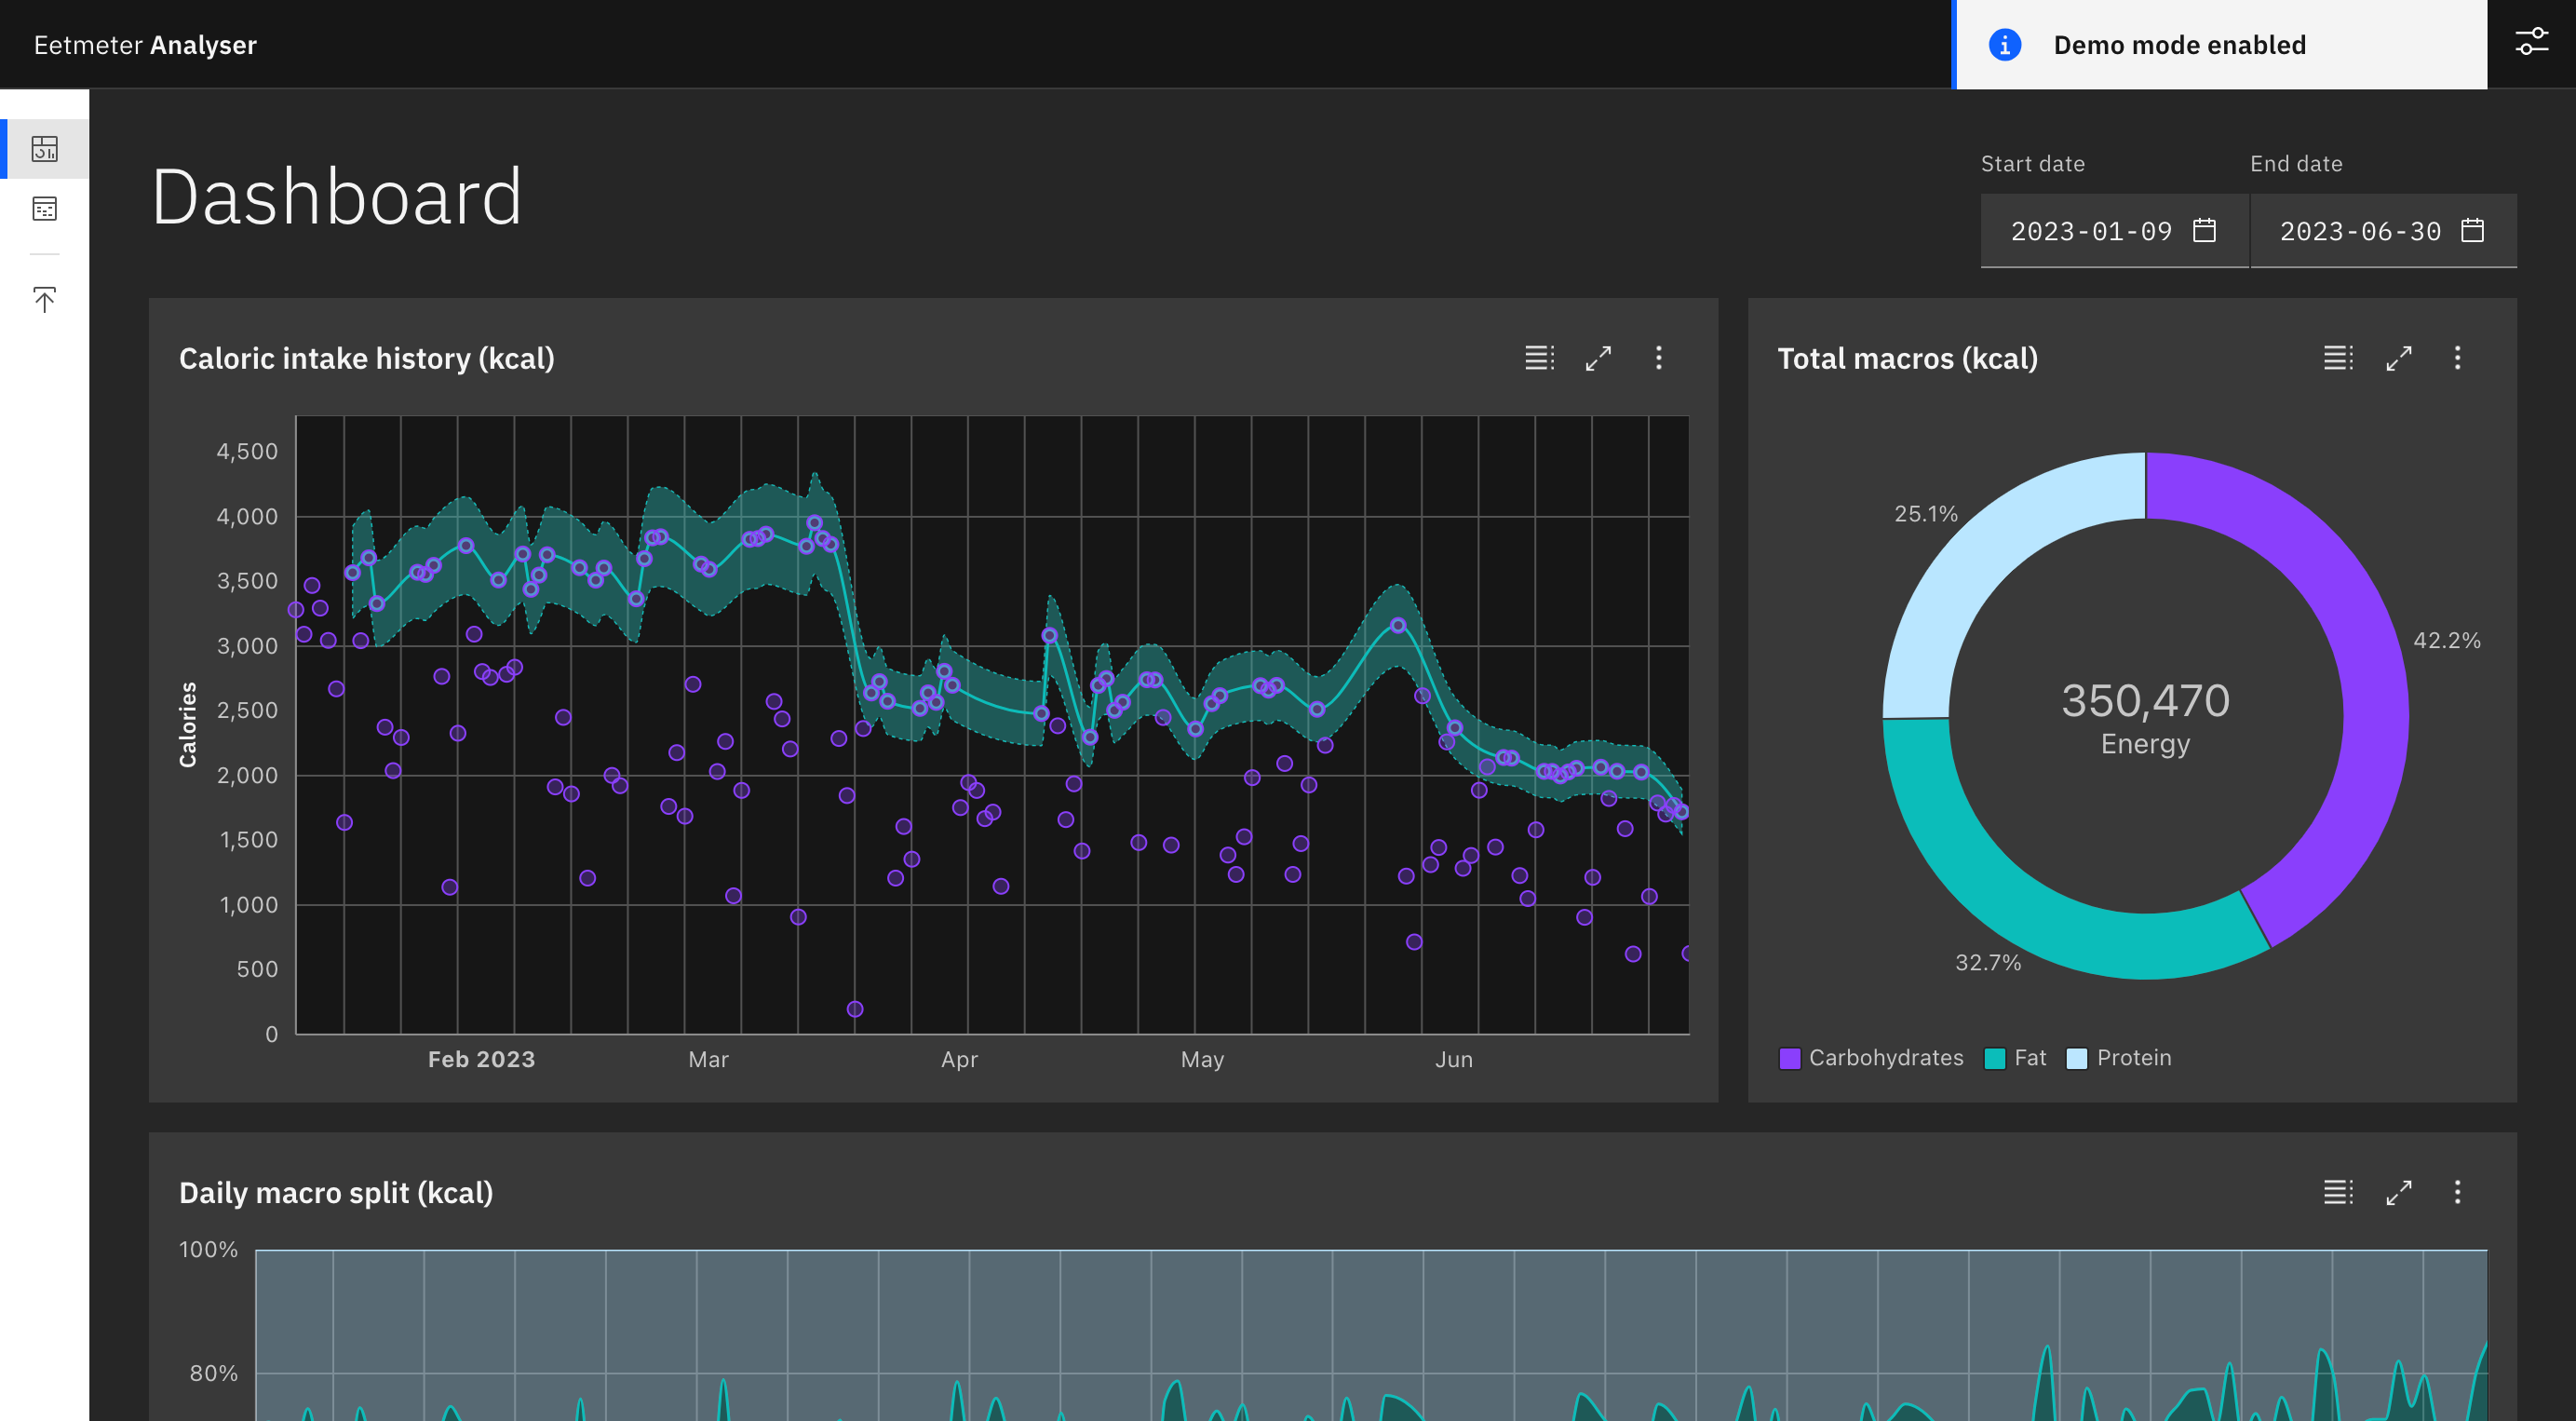 Eetmeter Analyser
Demo mode enabled
Dashboard
Start date
End date
2023-01-09
2023-06-30
Caloric intake history (kcal)
4,500
4,000
3,500
3,000
2,500
2,000
1,500
1,000
500
0
Calories
Feb 2023
Mar
Apr
May
Jun
Total macros (kcal)
25.1%
42.2%
350,470
Energy
32.7%
Carbohydrates
Fat
Protein
Daily macro split (kcal)
100%
80%